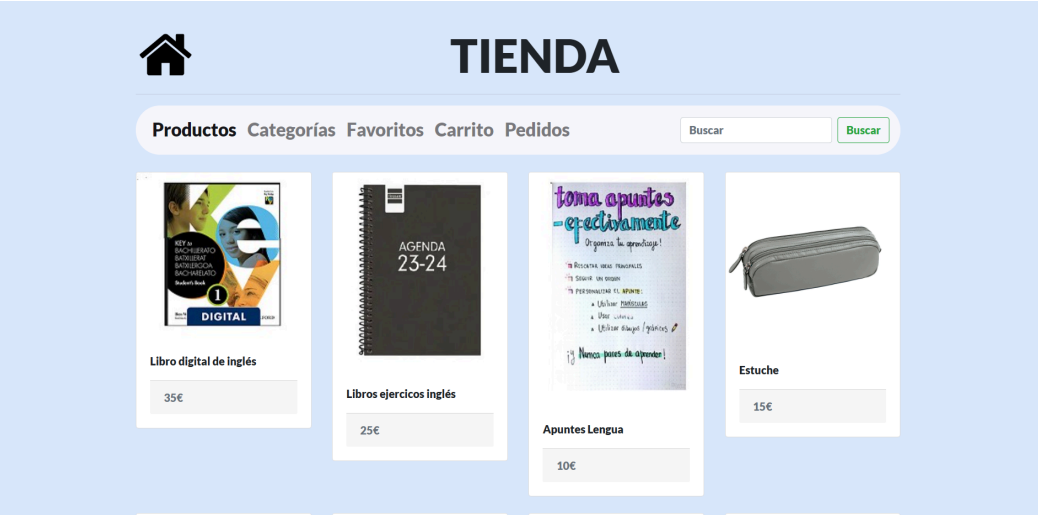 TIENDA
Productos Categorías Favoritos Carrito Pedidos
Buscar
Buscar
KEY to
BACHILLERATO
BATXILLERAT
BATXILERGOA
BACHARELATO
Student's Book
1
DIGITAL
Libro digital de inglés
35€
AGENDA
23-24
Libros ejercicos inglés
25€
toma apuntes
-efectivamente
Organiza tu aprendizaje!
RESCATAR IDEAS PRINCIPALES
SEGUIR UN ORDEN
PERSONALIZAR EL APUNTE:
Utilizar MAYÚSCULAS
Usar
Utilizar dibujos / gráficos
¡y Nunca pares de aprender!
Apuntes Lengua
10€
Estuche
15€